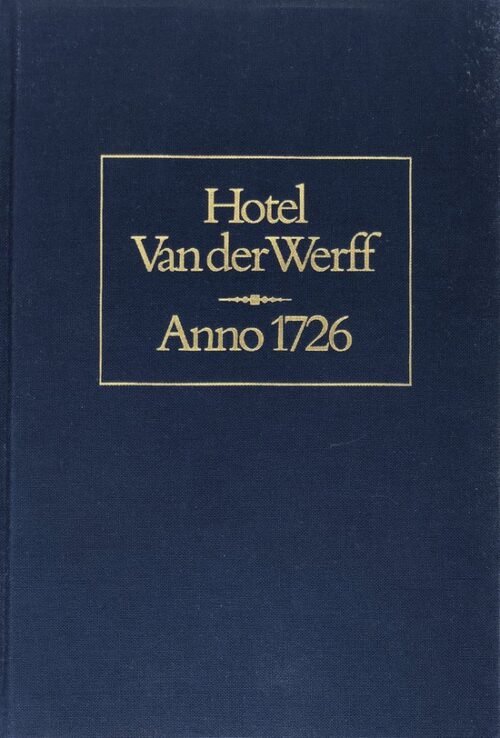 Hotel
Van der Werff
Anno 1726